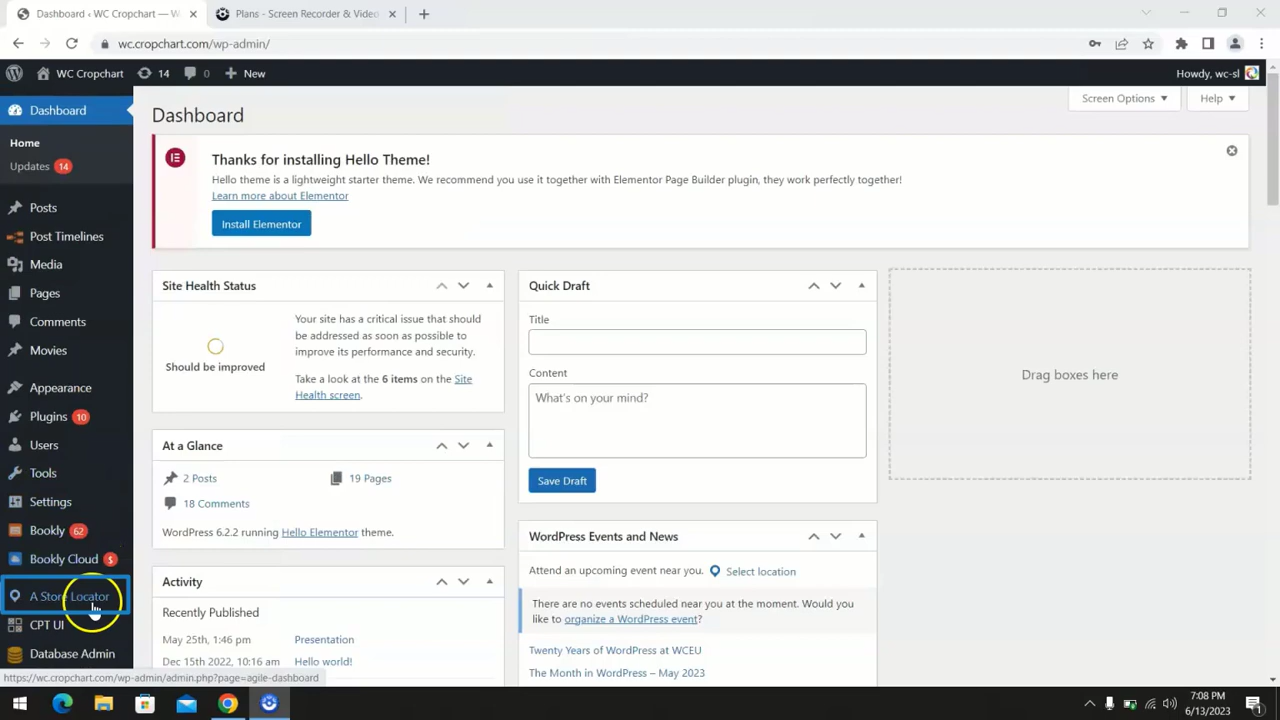 Dashboard ‹ WC Cropchart — W
Plans - Screen Recorder & Video
wc.cropchart.com/wp-admin/
WC Cropchart
14
0
New
Howdy, wc-sl
Screen Options
Help
Dashboard
Home
Updates 14
Posts
Post Timelines
Media
Pages
Comments
Movies
Appearance
Plugins 10
Users
Tools
Settings
Bookly 62
Bookly Cloud $
A Store Locator
CPT UI
Database Admin
Dashboard
Thanks for installing Hello Theme!
Hello theme is a lightweight starter theme. We recommend you use it together with Elementor Page Builder plugin, they work perfectly together!
Learn more about Elementor
Install Elementor
Site Health Status
Should be improved
Your site has a critical issue that should
be addressed as soon as possible to
improve its performance and security.
Take a look at the 6 items on the Site
Health screen.
At a Glance
2 Posts
19 Pages
18 Comments
WordPress 6.2.2 running Hello Elementor theme.
Activity
Recently Published
May 25th, 1:46 pm Presentation
Dec 15th 2022, 10:16 am Hello world!
Quick Draft
Title
Content
What's on your mind?
Save Draft
WordPress Events and News
Attend an upcoming event near you. Select location
There are no events scheduled near you at the moment. Would you
like to organize a WordPress event?
Twenty Years of WordPress at WCEU
The Month in WordPress – May 2023
Drag boxes here
https://wc.cropchart.com/wp-admin/admin.php?page=agile-dashboard
7:08 PM
6/13/2023
1